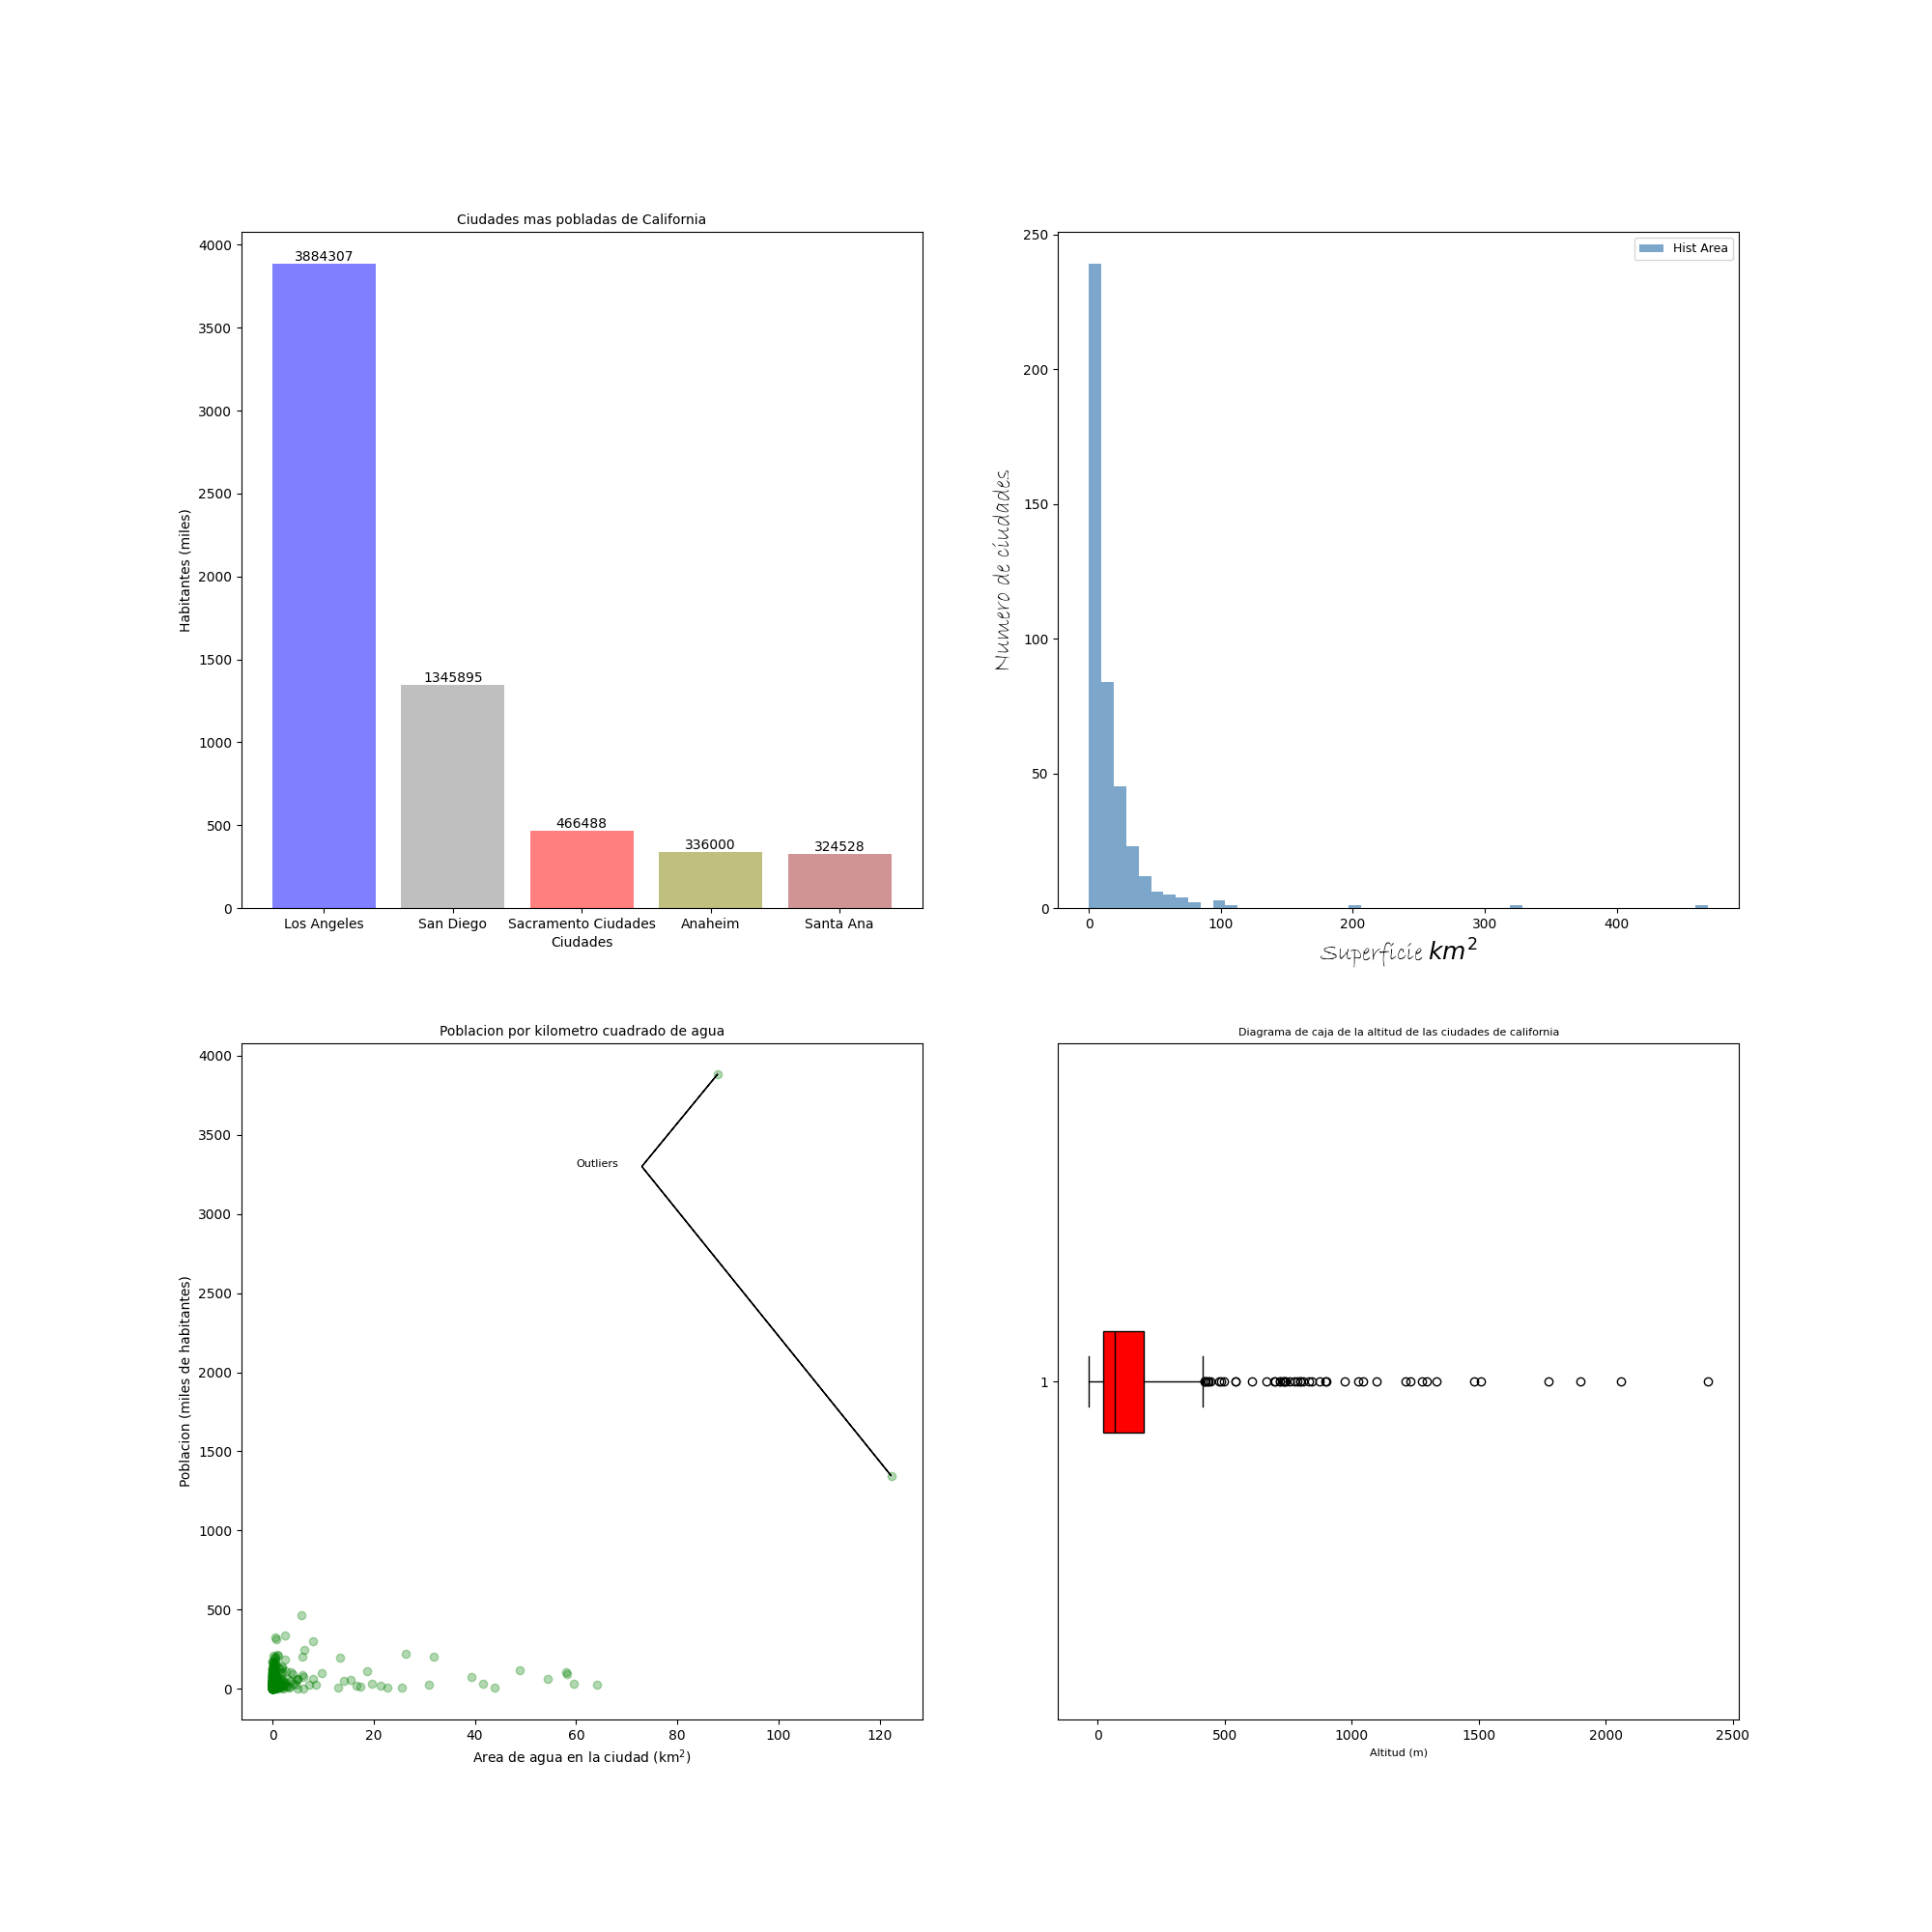 Ciudades mas pobladas de California
4000
3500
3000
2500
2000
1500
1000
500
0
Habitantes (miles)
3884307
1345895
466488
336000
324528
Los Angeles San Diego Sacramento Ciudades Anaheim Santa Ana
Ciudades
Hist Area
250
200
150
100
50
0
Numero de ciudades
0 100 200 300 400
Superficie km²
Poblacion por kilometro cuadrado de agua
4000
3500
3000
2500
2000
1500
1000
500
0
Poblacion (miles de habitantes)
Outliers
0 20 40 60 80 100 120
Area de agua en la ciudad (km²)
Diagrama de caja de la altitud de las ciudades de california
1
0 500 1000 1500 2000 2500
Altitud (m)